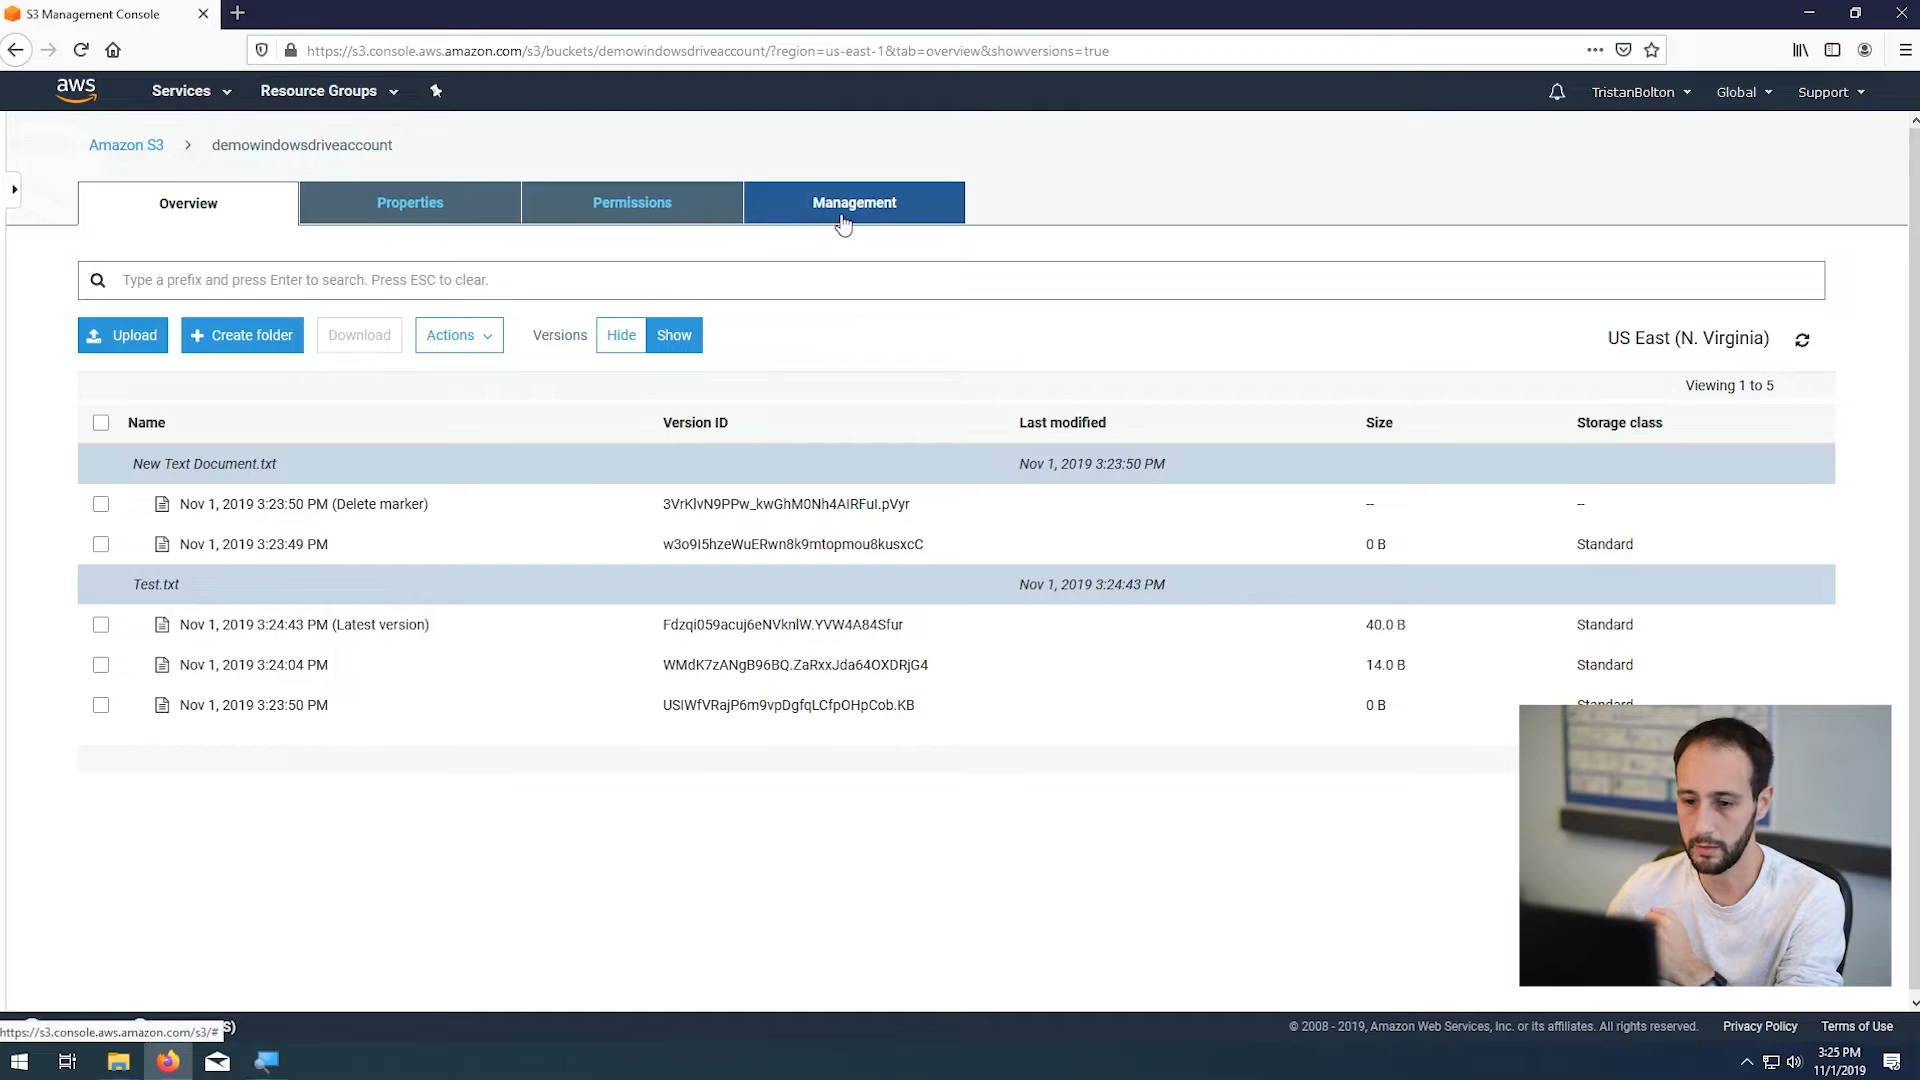 S3 Management Console
https://s3.console.aws.amazon.com/s3/buckets/demowindowsdriveaccount/?region=us-east-1&tab=overview&showversions=true
aws Services Resource Groups TristanBolton Global Support
Amazon S3 > demowindowsdriveaccount
Overview Properties Permissions Management
Type a prefix and press Enter to search. Press ESC to clear.
Upload + Create folder Download Actions Versions Hide Show US East (N. Virginia)
Viewing 1 to 5
Name Version ID Last modified Size Storage class
New Text Document.txt Nov 1, 2019 3:23:50 PM
Nov 1, 2019 3:23:50 PM (Delete marker) 3VrKlvN9PPw_kwGhM0Nh4AIRFuI.pVyr -- --
Nov 1, 2019 3:23:49 PM w3o9I5hzeWuERwn8k9mtopmou8kusxcC 0 B Standard
Test.txt Nov 1, 2019 3:24:43 PM
Nov 1, 2019 3:24:43 PM (Latest version) Fdzqi059acuj6eNVknlW.YVW4A84Sfur 40.0 B Standard
Nov 1, 2019 3:24:04 PM WMdK7zANgB96BQ.ZaRxxJda64OXDRjG4 14.0 B Standard
Nov 1, 2019 3:23:50 PM USIWfVRajP6m9vpDgfqLCfpOHpCob.KB 0 B Standard
https://s3.console.aws.amazon.com/s3/# S)
© 2008 - 2019, Amazon Web Services, Inc. or its affiliates. All rights reserved. Privacy Policy Terms of Use
3:25 PM
11/1/2019